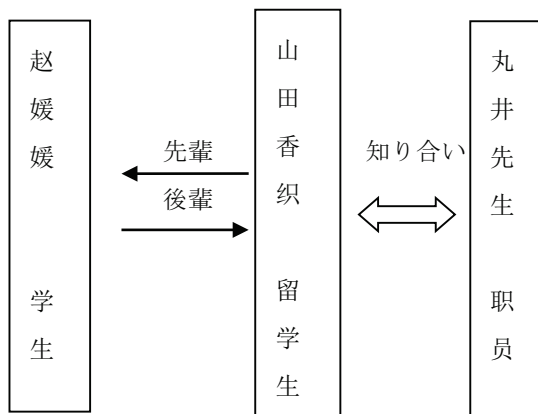 赵媛媛 学生
先輩
後輩
山田香织 留学生
知り合い
丸井先生 职员